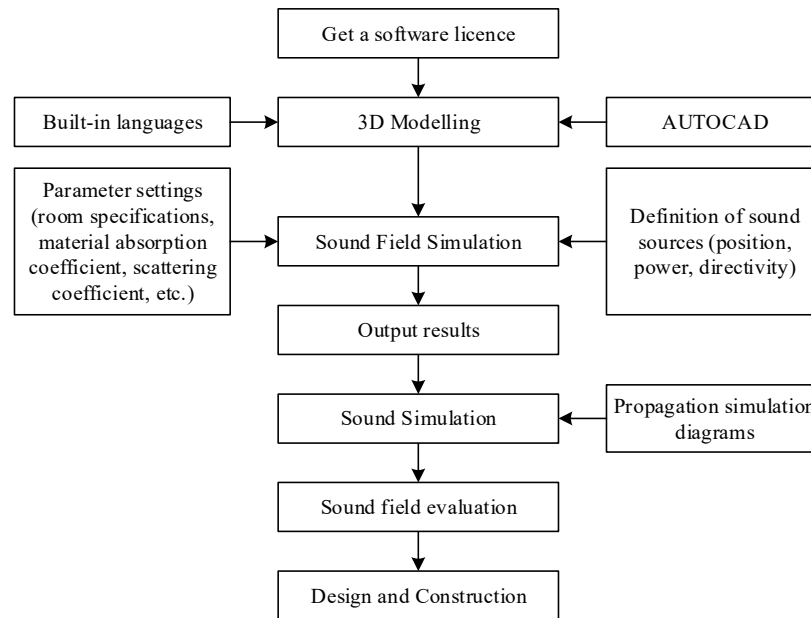 Get a software licence
Built-in languages
3D Modelling
AUTOCAD
Parameter settings
(room specifications,
material absorption
coefficient, scattering
coefficient, etc.)
Sound Field Simulation
Definition of sound
sources (position,
power, directivity)
Output results
Sound Simulation
Propagation simulation
diagrams
Sound field evaluation
Design and Construction